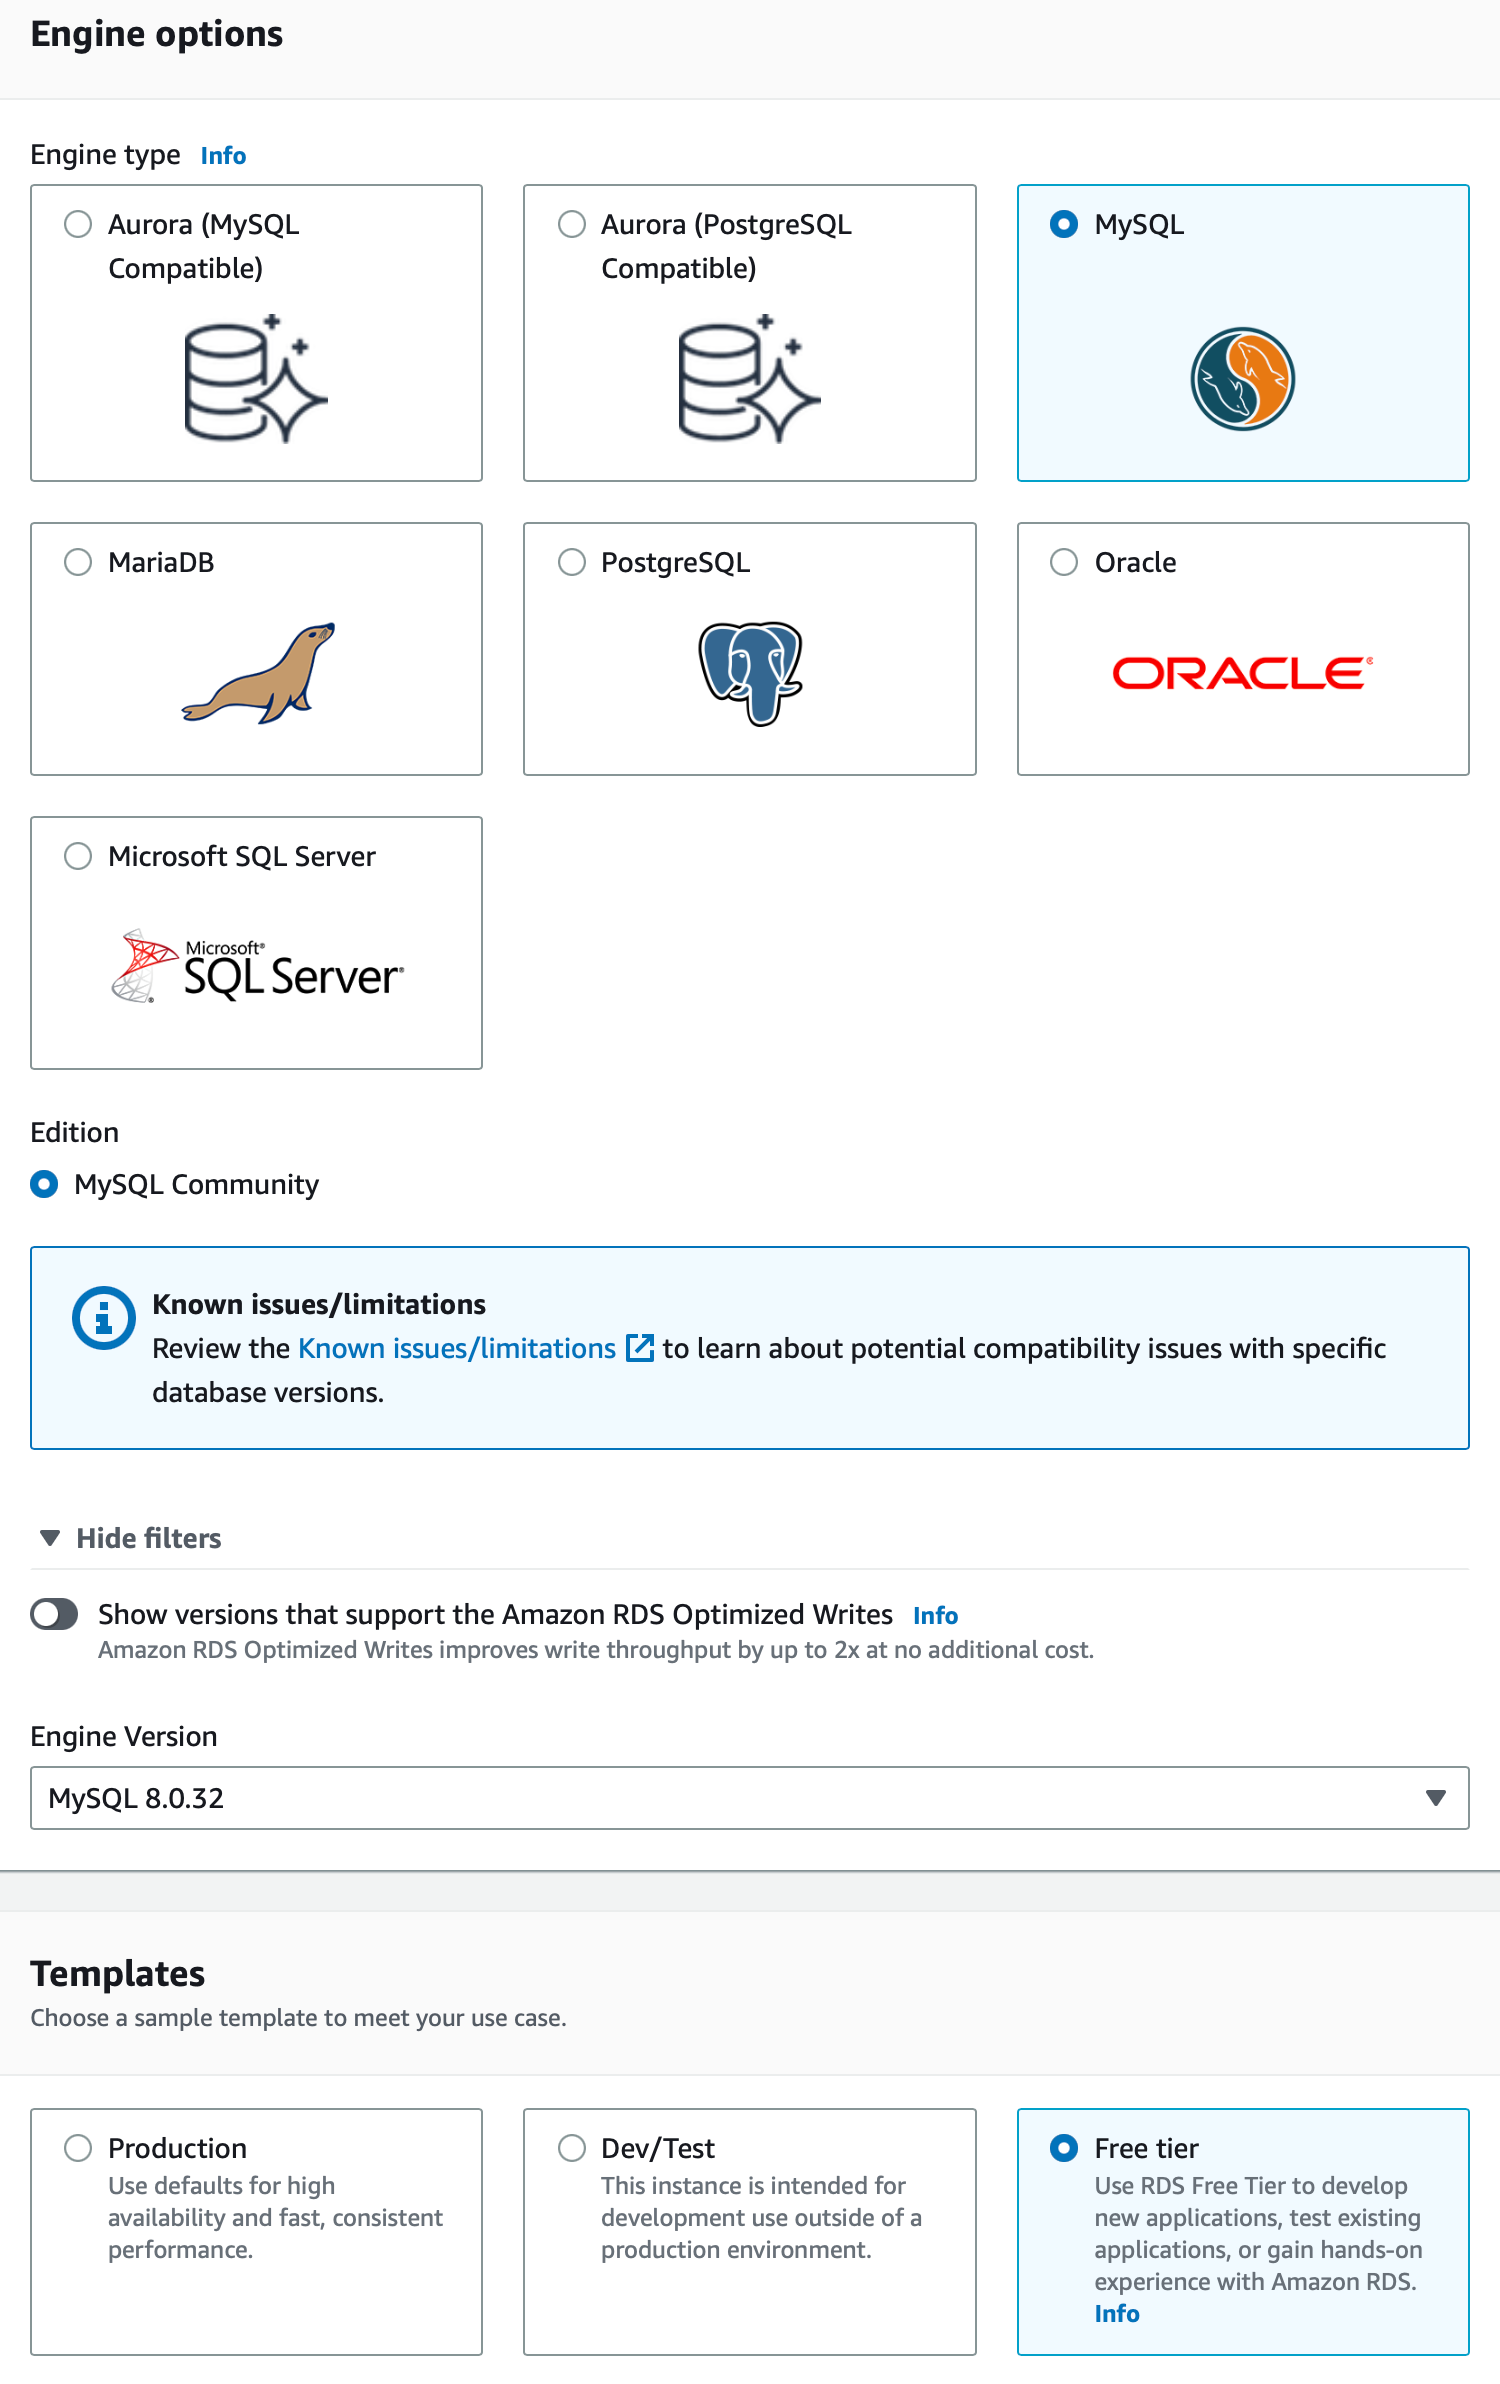 Engine options
Engine type Info
Aurora (MySQL
Compatible)
Aurora (PostgreSQL
Compatible)
MySQL
MariaDB
PostgreSQL
Oracle
ORACLE®
Microsoft SQL Server
Microsoft®
SQL Server®
Edition
MySQL Community
Known issues/limitations
Review the Known issues/limitations to learn about potential compatibility issues with specific
database versions.
Hide filters
Show versions that support the Amazon RDS Optimized Writes Info
Amazon RDS Optimized Writes improves write throughput by up to 2x at no additional cost.
Engine Version
MySQL 8.0.32
Templates
Choose a sample template to meet your use case.
Production
Use defaults for high
availability and fast, consistent
performance.
Dev/Test
This instance is intended for
development use outside of a
production environment.
Free tier
Use RDS Free Tier to develop
new applications, test existing
applications, or gain hands-on
experience with Amazon RDS.
Info